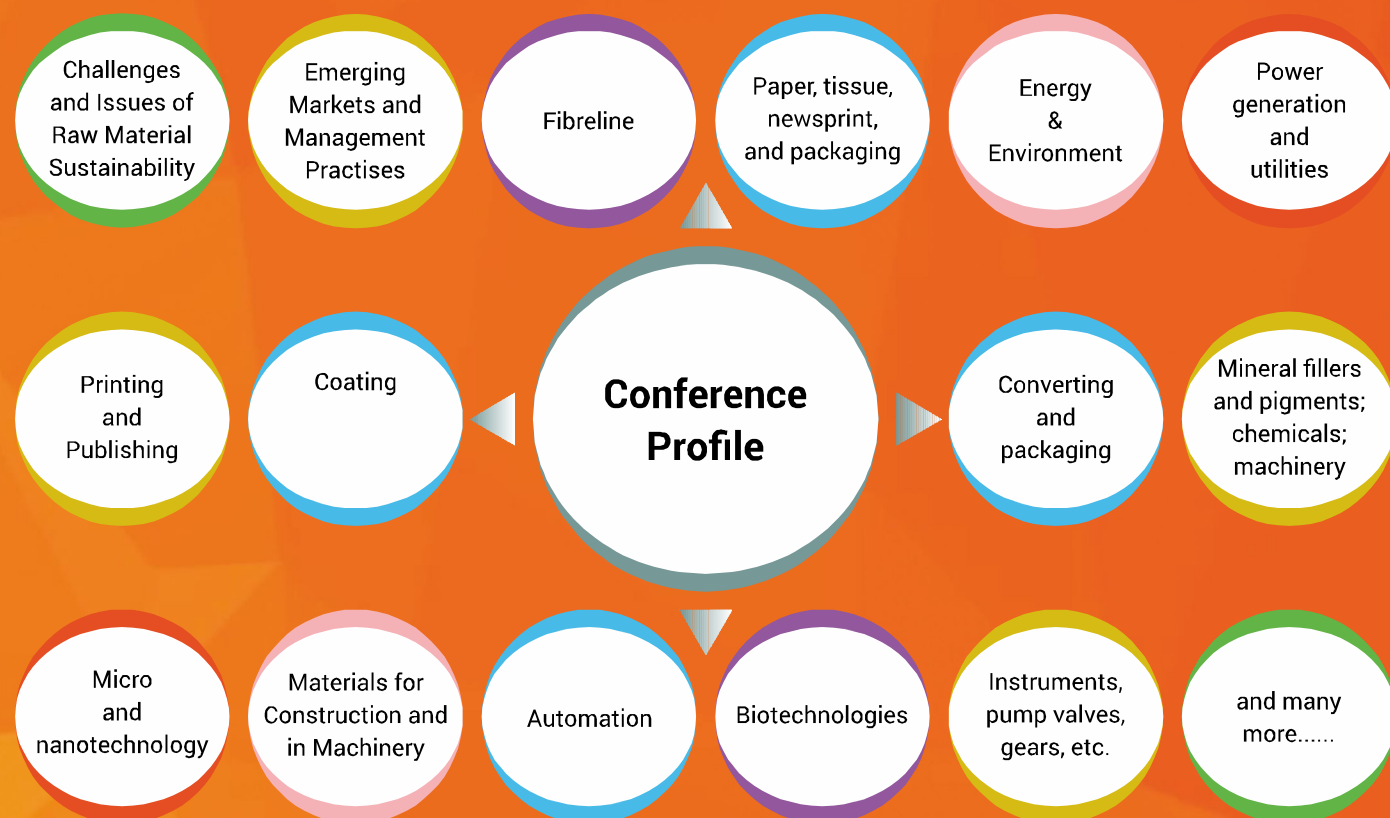 Challenges
and Issues of
Raw Material
Sustainability
Emerging
Markets and
Management
Practises
Fibreline
Paper, tissue,
newsprint,
and packaging
Energy
&
Environment
Power
generation
and
utilities
Printing
and
Publishing
Coating
Conference
Profile
Converting
and
packaging
Mineral fillers
and pigments;
chemicals;
machinery
Micro
and
nanotechnology
Materials for
Construction and
in Machinery
Automation
Biotechnologies
Instruments,
pump valves,
gears, etc.
and many
more......